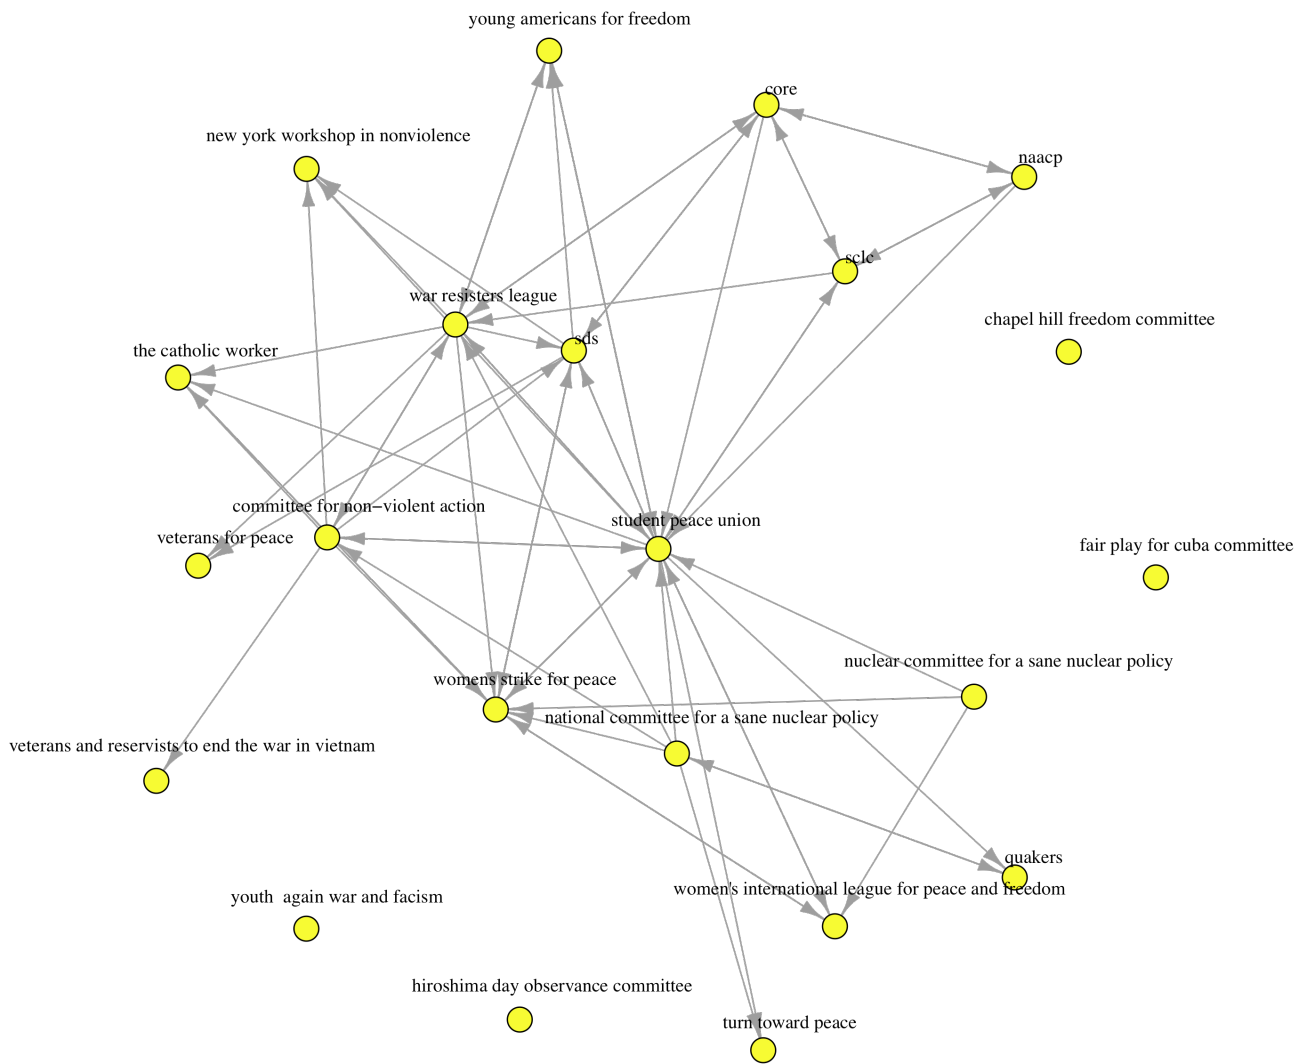 young americans for freedom
core
new york workshop in nonviolence
naacp
sclc
war resisters league
chapel hill freedom committee
sds
the catholic worker
committee for non−violent action
student peace union
veterans for peace
fair play for cuba committee
nuclear committee for a sane nuclear policy
womens strike for peace
national committee for a sane nuclear policy
veterans and reservists to end the war in vietnam
quakers
women's international league for peace and freedom
youth  again war and facism
hiroshima day observance committee
turn toward peace